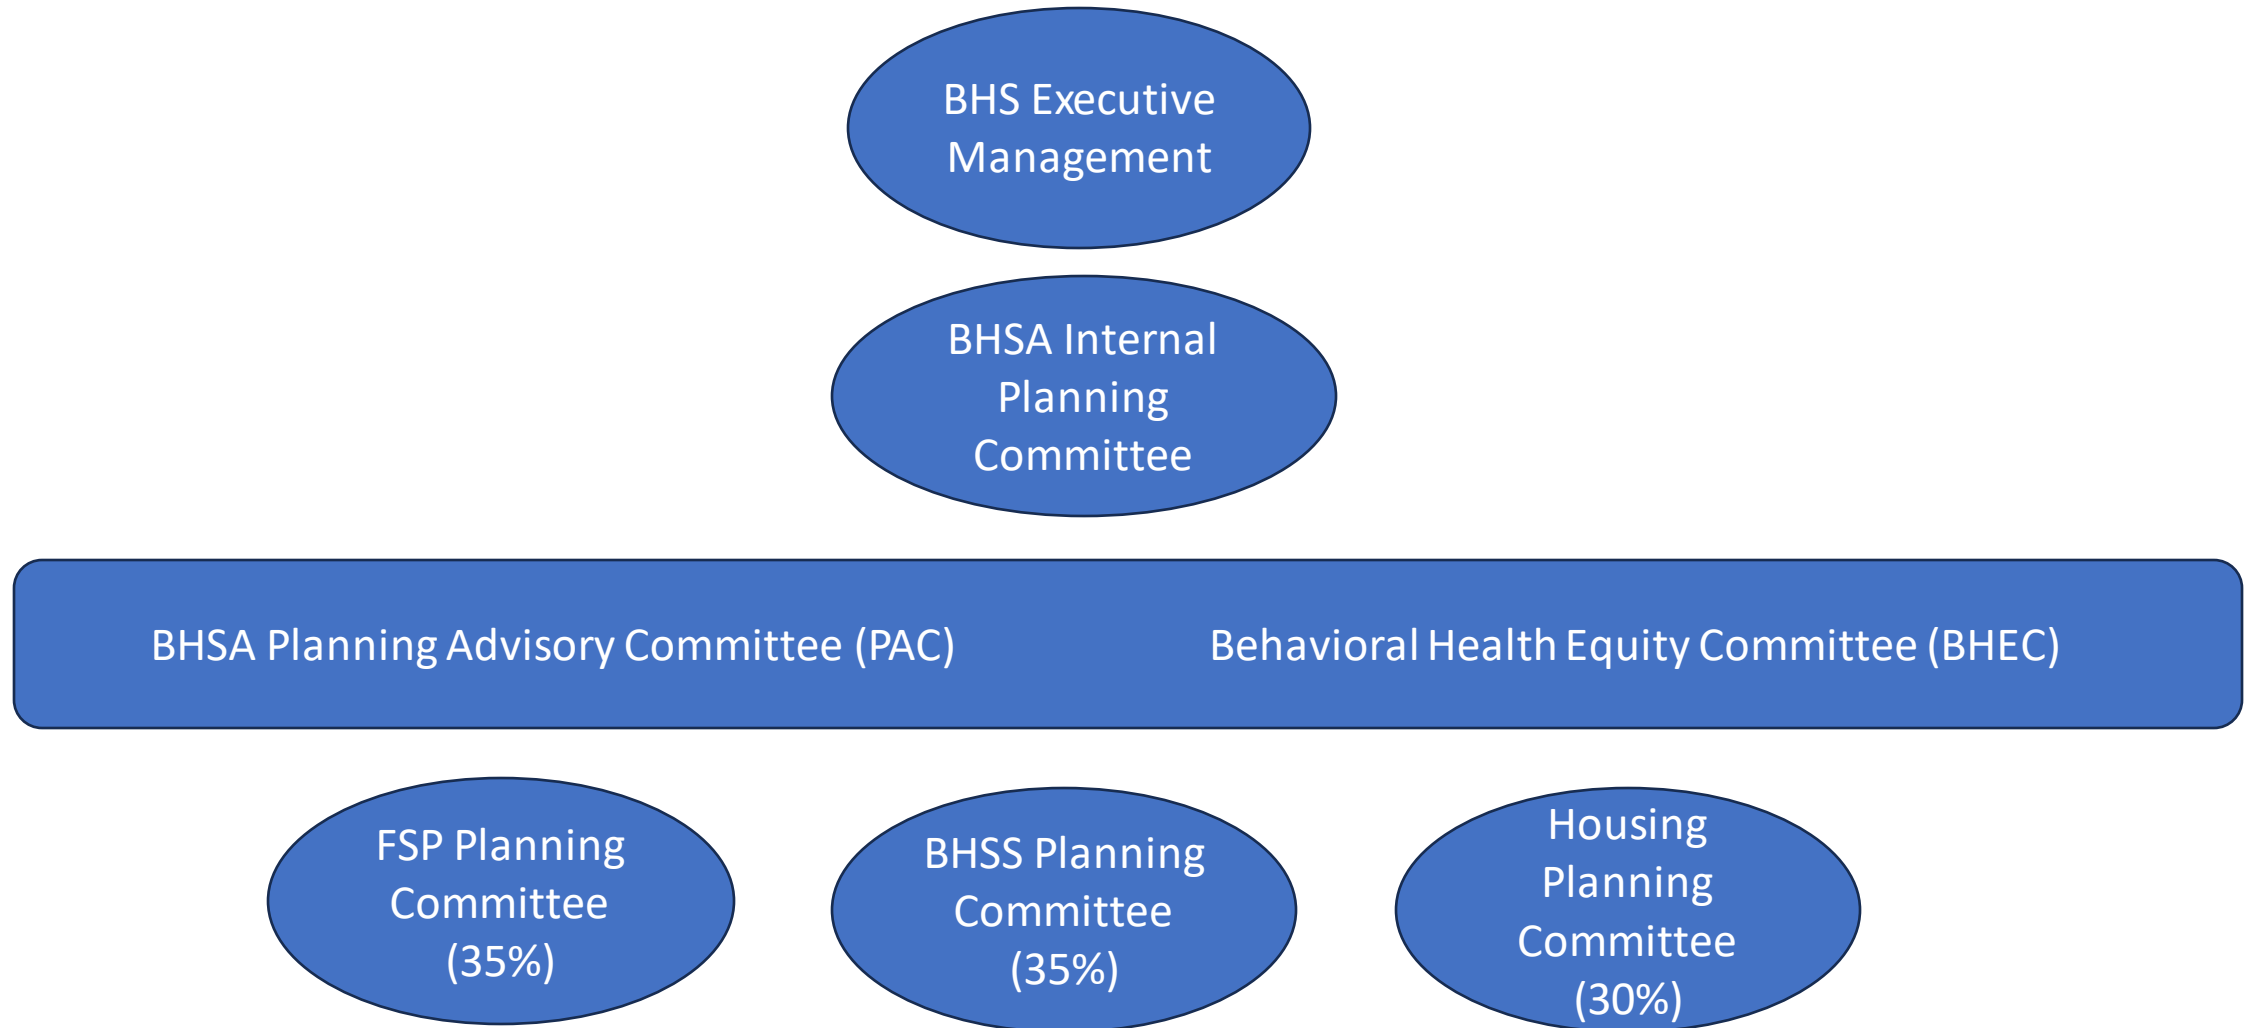 BHS Executive
Management
BHSA Internal
Planning
Committee
BHSA Planning Advisory Committee (PAC)
Behavioral Health Equity Committee (BHEC)
FSP Planning
Committee
(35%)
BHSS Planning
Committee
(35%)
Housing
Planning
Committee
(30%)